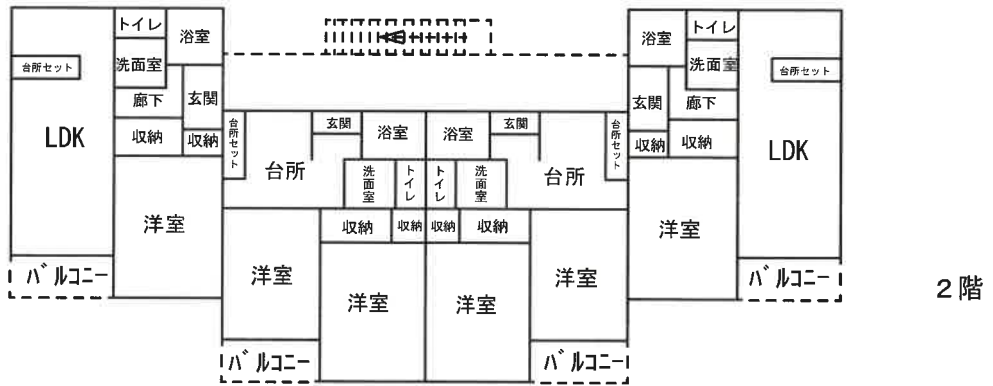 トイレ
浴室
台所セット
洗面室
廊下
玄関
LDK
収納
収納
洋室
バルコニー
台所セット
玄関
浴室
台所
洗面室
トイレ
収納
収納
洋室
洋室
バルコニー
浴室
玄関
台所セット
トイレ
洗面室
台所
収納
収納
洋室
洋室
バルコニー
浴室
トイレ
洗面室
台所セット
玄関
廊下
収納
収納
LDK
洋室
バルコニー
2階